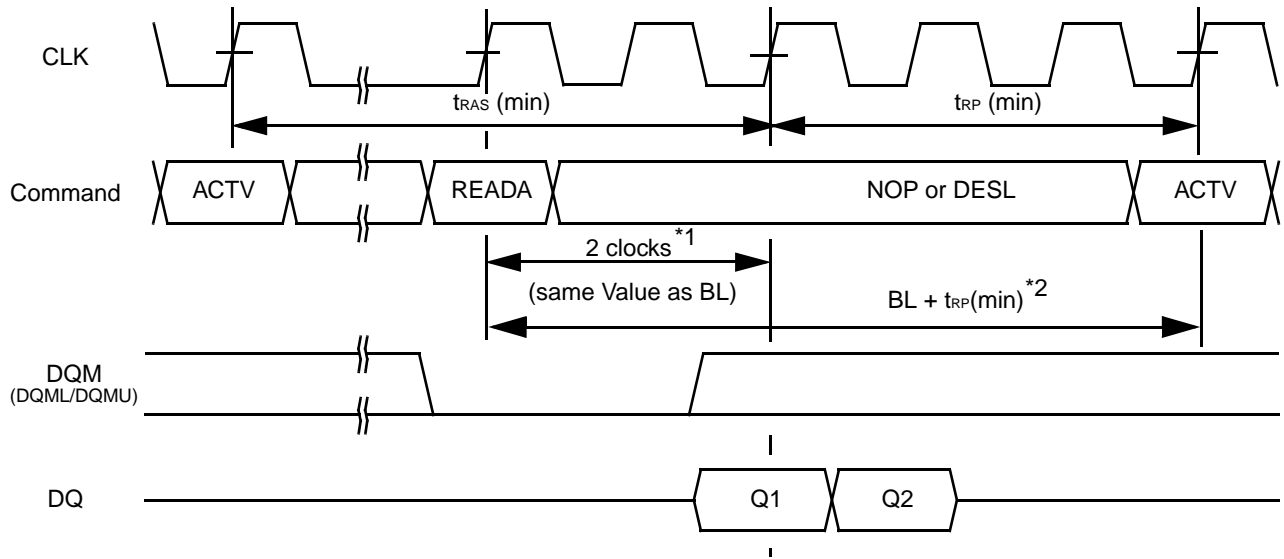 CLK
tRAS (min)
tRP (min)
Command
ACTV
READA
NOP or DESL
ACTV
2 clocks*1
(same Value as BL)
BL + tRP(min)*2
DQM
(DQML/DQMU)
DQ
Q1
Q2